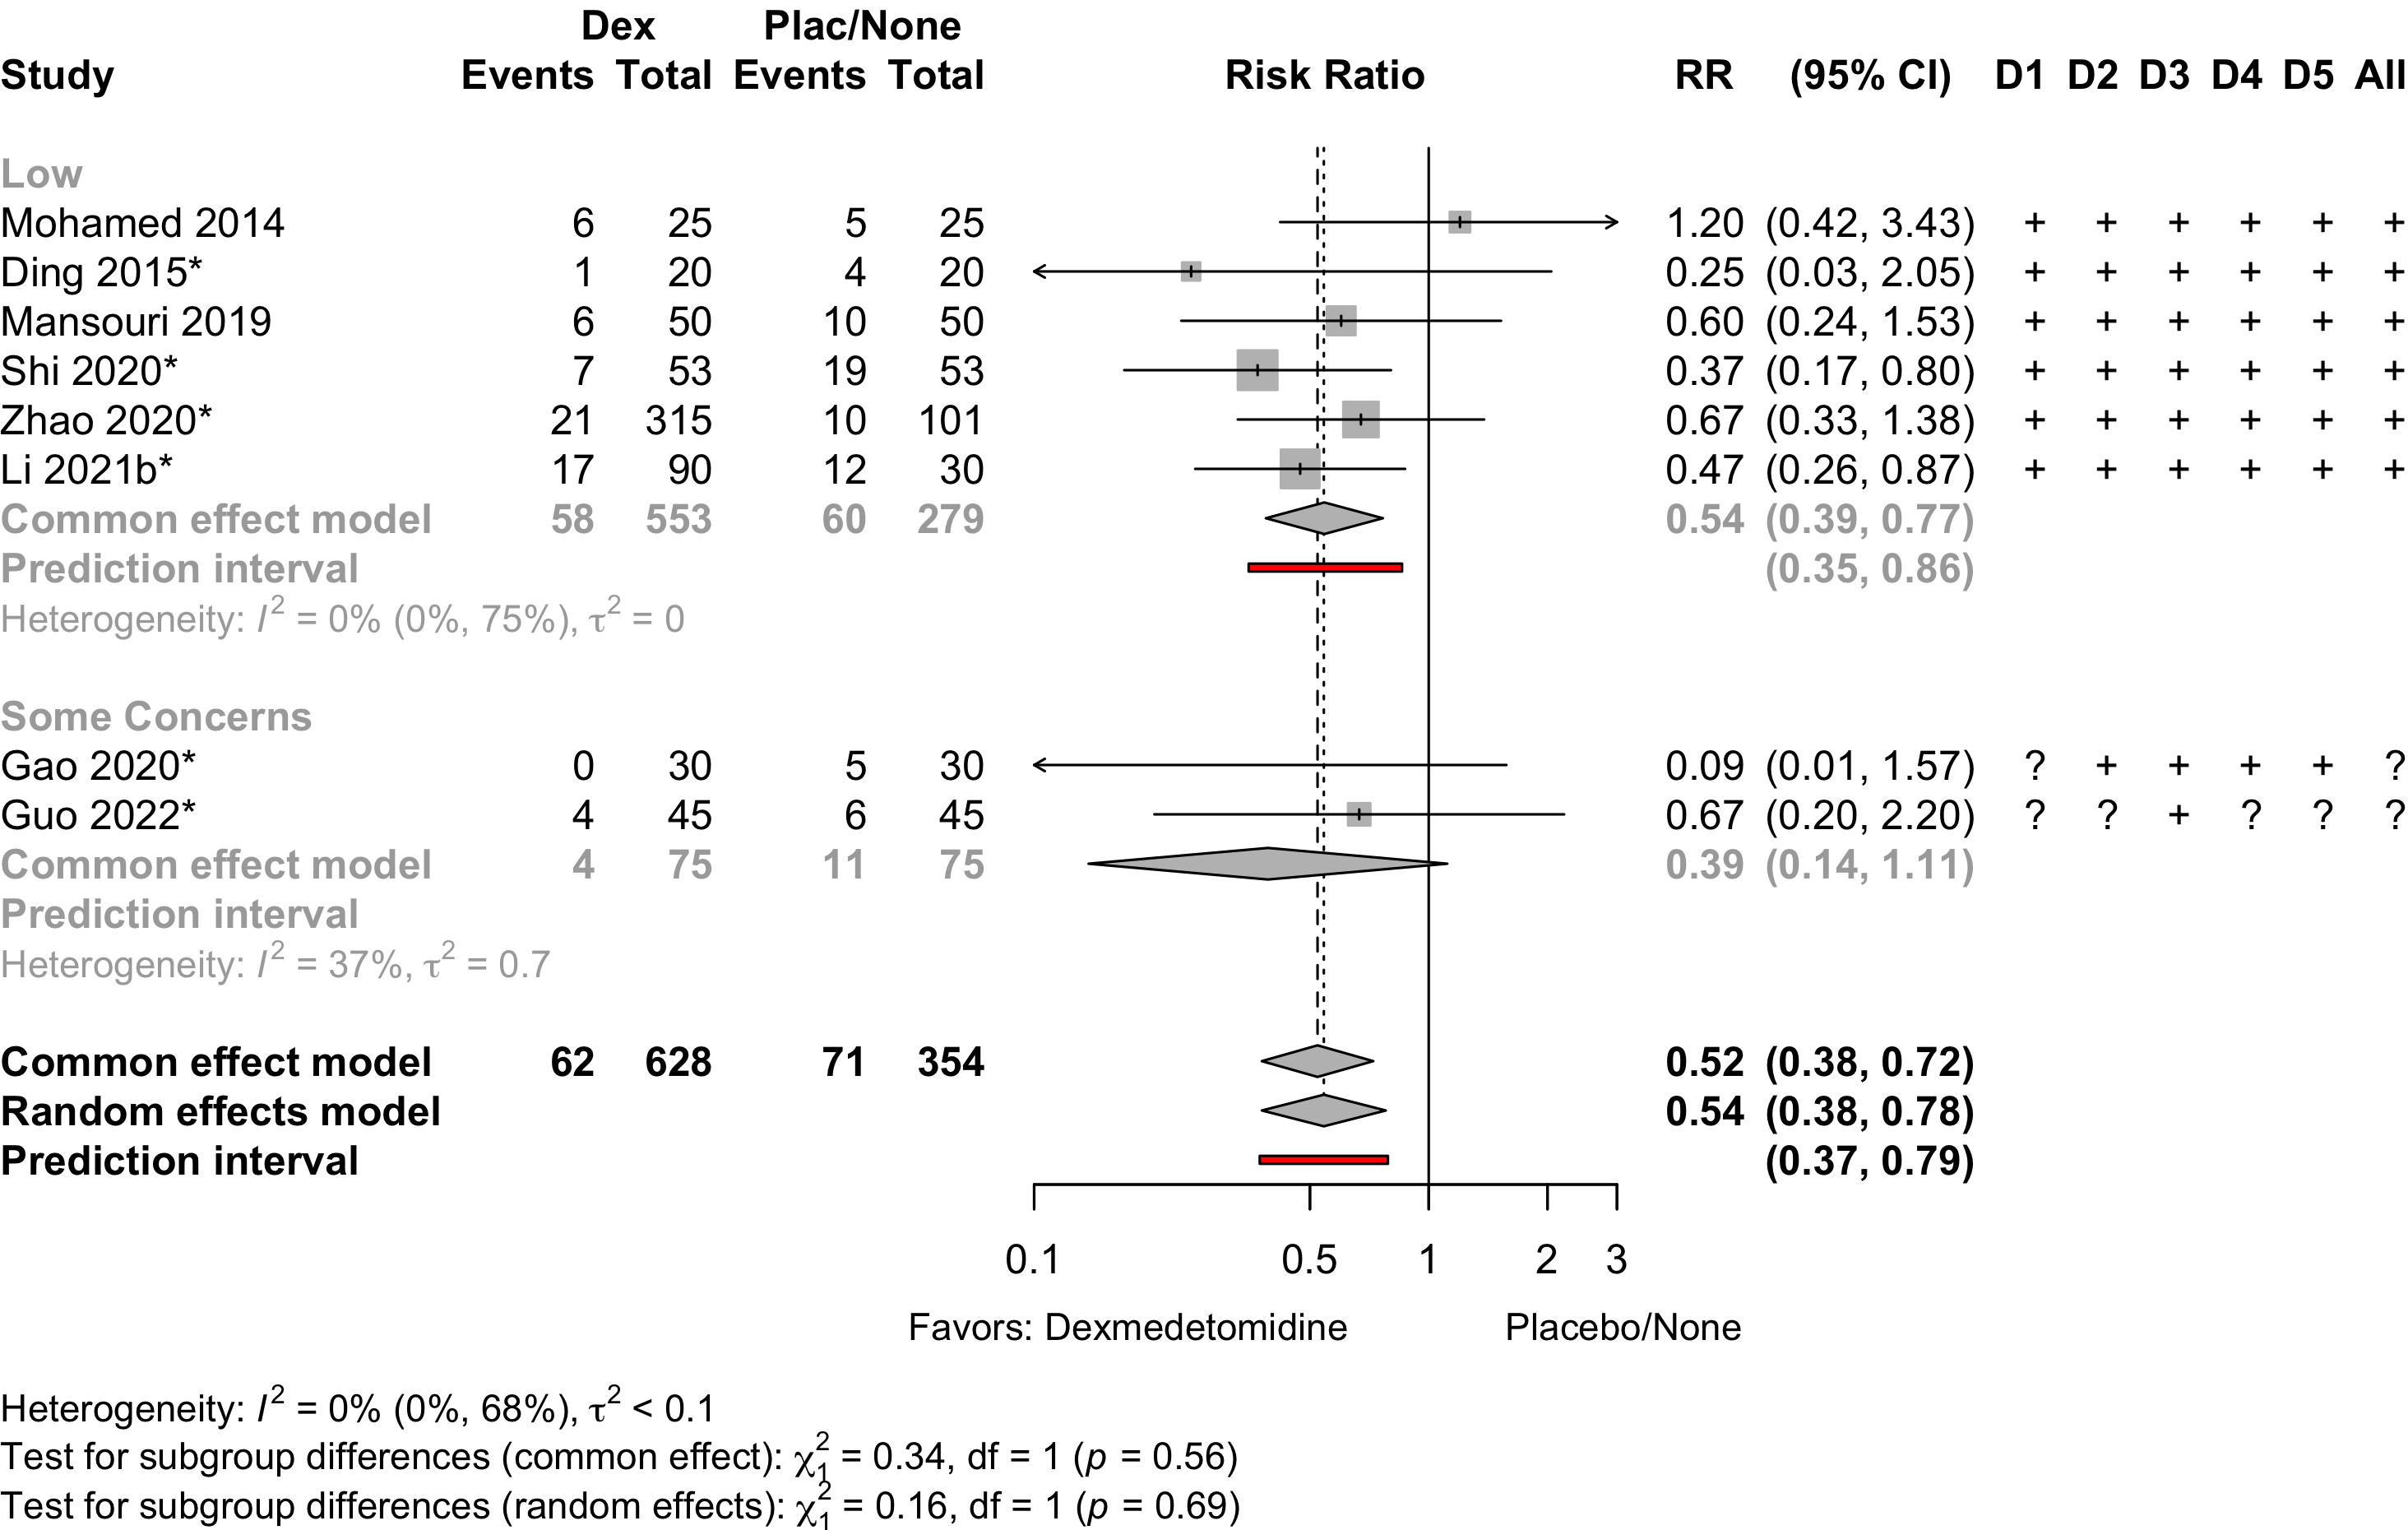 Dex Plac/None
Study Events Total Events Total Risk Ratio RR (95% CI) D1 D2 D3 D4 D5 All
Low
Mohamed 2014 6 25 5 25 1.20 (0.42, 3.43) + + + + + +
Ding 2015* 1 20 4 20 0.25 (0.03, 2.05) + + + + + +
Mansouri 2019 6 50 10 50 0.60 (0.24, 1.53) + + + + + +
Shi 2020* 7 53 19 53 0.37 (0.17, 0.80) + + + + + +
Zhao 2020* 21 315 10 101 0.67 (0.33, 1.38) + + + + + +
Li 2021b* 17 90 12 30 0.47 (0.26, 0.87) + + + + + +
Common effect model 58 553 60 279 0.54 (0.39, 0.77)
Prediction interval (0.35, 0.86)
Heterogeneity: I² = 0% (0%, 75%), τ² = 0
Some Concerns
Gao 2020* 0 30 5 30 0.09 (0.01, 1.57) ? + + + + ?
Guo 2022* 4 45 6 45 0.67 (0.20, 2.20) ? ? + ? ? ?
Common effect model 4 75 11 75 0.39 (0.14, 1.11)
Prediction interval
Heterogeneity: I² = 37%, τ² = 0.7
Common effect model 62 628 71 354 0.52 (0.38, 0.72)
Random effects model 0.54 (0.38, 0.78)
Prediction interval (0.37, 0.79)
0.1 0.5 1 2 3
Favors: Dexmedetomidine Placebo/None
Heterogeneity: I² = 0% (0%, 68%), τ² < 0.1
Test for subgroup differences (common effect): χ₁² = 0.34, df = 1 (p = 0.56)
Test for subgroup differences (random effects): χ₁² = 0.16, df = 1 (p = 0.69)